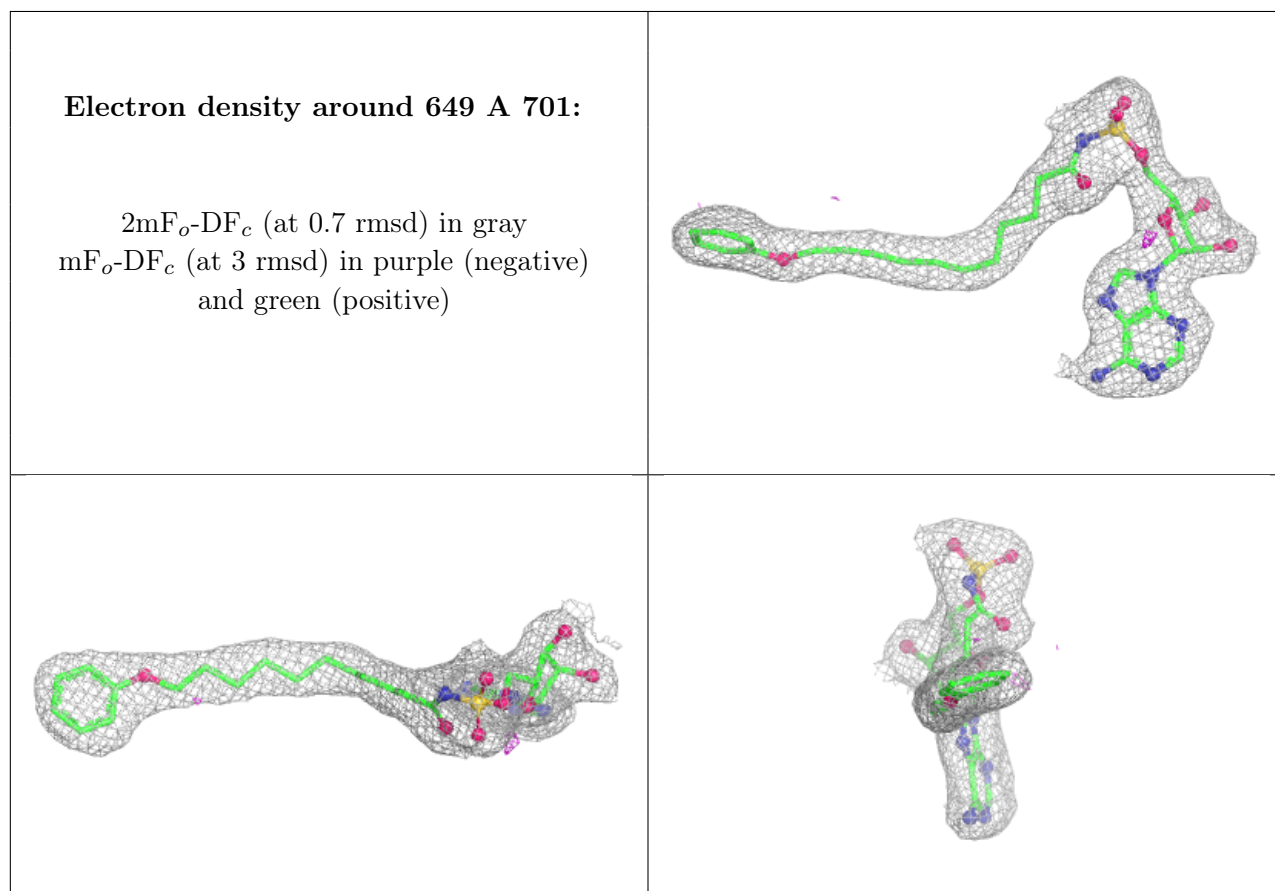 Electron density around 649 A 701:
2mFo-DFc (at 0.7 rmsd) in gray
mFo-DFc (at 3 rmsd) in purple (negative)
and green (positive)